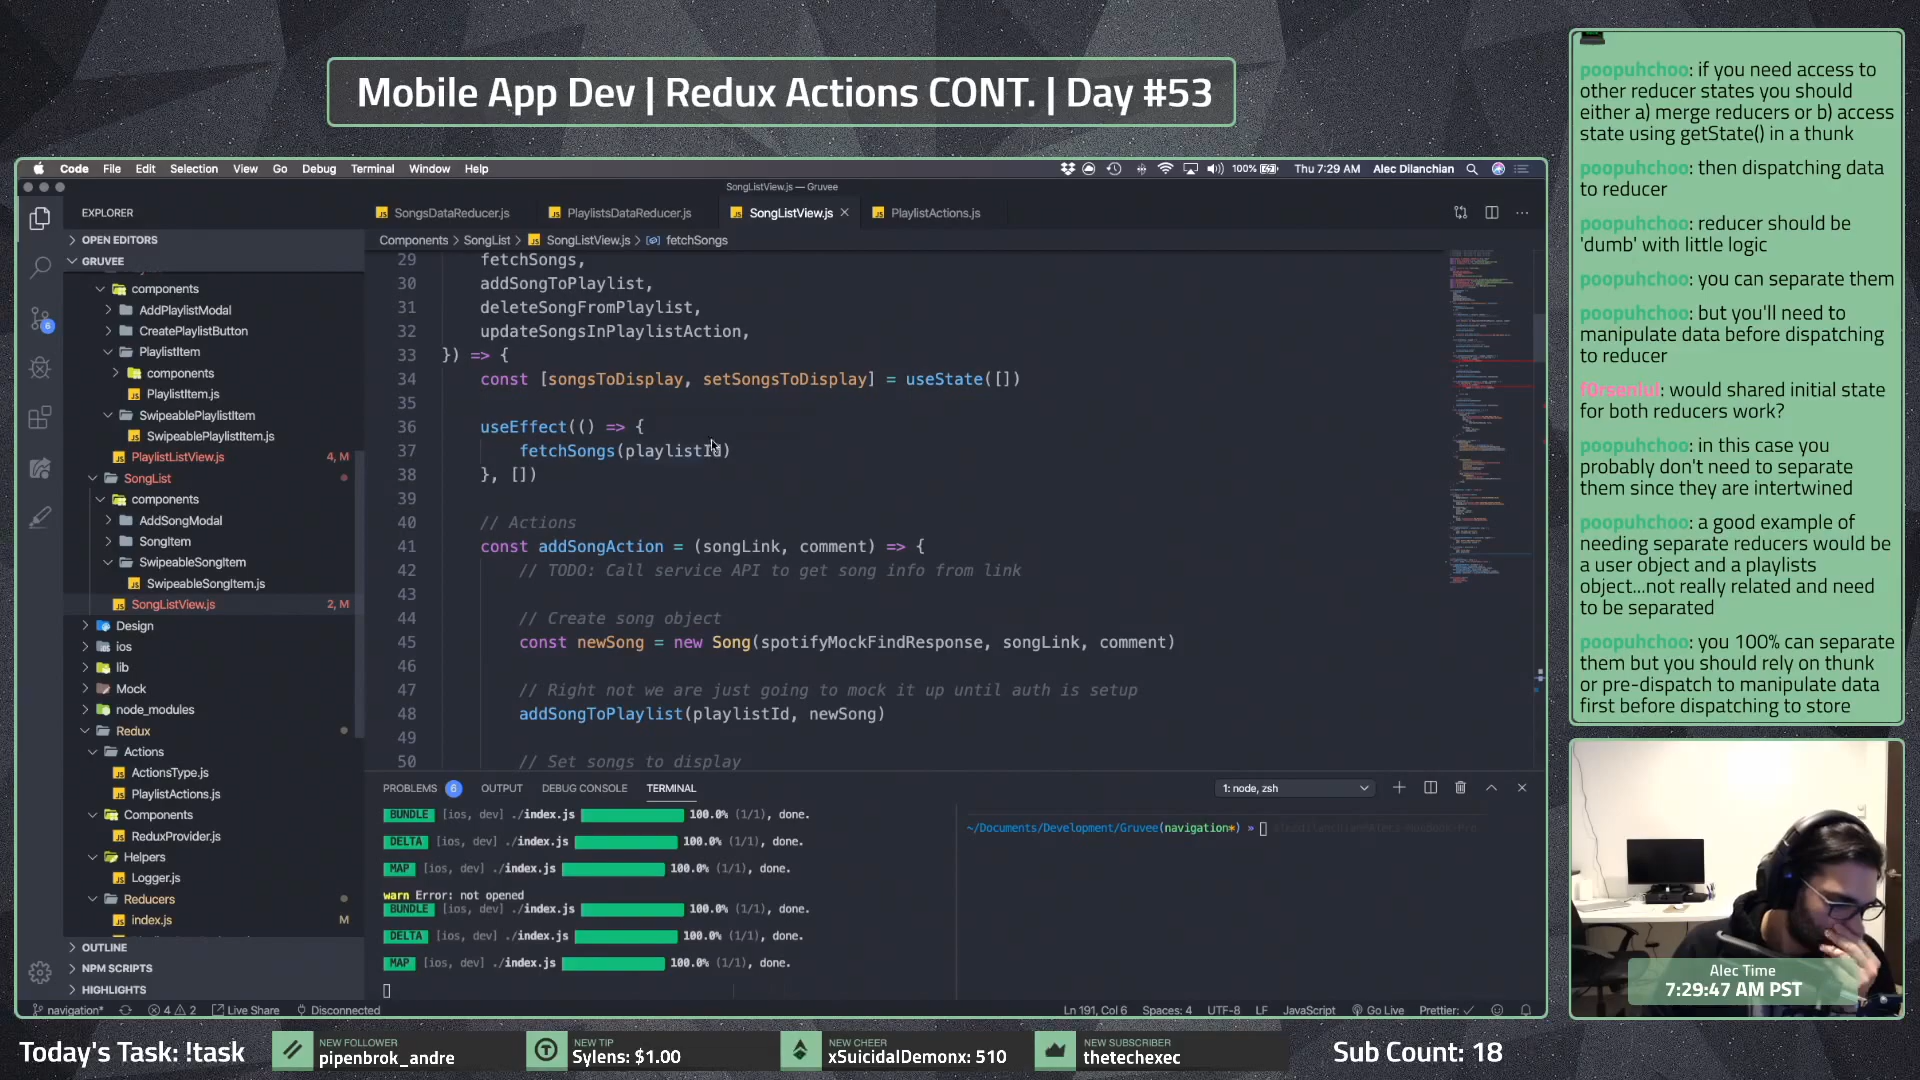 Mobile App Dev | Redux Actions CONT. | Day #53
Code File Edit Selection View Go Debug Terminal Window Help
100% Thu 7:29 AM Alec Dilanchian
SongListView.js — Gruvee
EXPLORER
SongsDataReducer.js PlaylistsDataReducer.js SongListView.js PlaylistActions.js
OPEN EDITORS
GRUVEE
components
AddPlaylistModal
CreatePlaylistButton
PlaylistItem
components
PlaylistItem.js
SwipeablePlaylistItem
SwipeablePlaylistItem.js
PlaylistListView.js 4, M
SongList
components
AddSongModal
SongItem
SwipeableSongItem
SwipeableSongItem.js
SongListView.js 2, M
Design
ios
lib
Mock
node_modules
Redux
Actions
ActionsType.js
PlaylistActions.js
Components
ReduxProvider.js
Helpers
Logger.js
Reducers
index.js M
OUTLINE
NPM SCRIPTS
HIGHLIGHTS
Components > SongList > SongListView.js > fetchSongs
29 fetchSongs,
30 addSongToPlaylist,
31 deleteSongFromPlaylist,
32 updateSongsInPlaylistAction,
33 }) => {
34 const [songsToDisplay, setSongsToDisplay] = useState([])
35
36 useEffect(() => {
37 fetchSongs(playlistId)
38 }, [])
39
40 // Actions
41 const addSongAction = (songLink, comment) => {
42 // TODO: Call service API to get song info from link
43
44 // Create song object
45 const newSong = new Song(spotifyMockFindResponse, songLink, comment)
46
47 // Right not we are just going to mock it up until auth is setup
48 addSongToPlaylist(playlistId, newSong)
49
50 // Set songs to display
PROBLEMS 6 OUTPUT DEBUG CONSOLE TERMINAL 1: node, zsh
BUNDLE [ios, dev] ./index.js 100.0% (1/1), done.
DELTA [ios, dev] ./index.js 100.0% (1/1), done.
MAP [ios, dev] ./index.js 100.0% (1/1), done.
warn Error: not opened
BUNDLE [ios, dev] ./index.js 100.0% (1/1), done.
DELTA [ios, dev] ./index.js 100.0% (1/1), done.
MAP [ios, dev] ./index.js 100.0% (1/1), done.
~/Documents/Development/Gruvee(navigation*) »
navigation* 4 2 Live Share Disconnected Ln 191, Col 6 Spaces: 4 UTF-8 LF JavaScript Go Live Prettier: ✓
poopuhchoo: if you need access to
other reducer states you should
either a) merge reducers or b) access
state using getState() in a thunk
poopuhchoo: then dispatching data
to reducer
poopuhchoo: reducer should be
'dumb' with little logic
poopuhchoo: you can separate them
poopuhchoo: but you'll need to
manipulate data before dispatching
to reducer
f0rsenlul: would shared initial state
for both reducers work?
poopuhchoo: in this case you
probably don't need to separate
them since they are intertwined
poopuhchoo: a good example of
needing separate reducers would be
a user object and a playlists
object...not really related and need
to be separated
poopuhchoo: you 100% can separate
them but you should rely on thunk
or pre-dispatch to manipulate data
first before dispatching to store
Alec Time
7:29:47 AM PST
Today's Task: !task
NEW FOLLOWER
pipenbrok_andre
NEW TIP
Sylens: $1.00
NEW CHEER
xSuicidalDemonx: 510
NEW SUBSCRIBER
thetechexec
Sub Count: 18